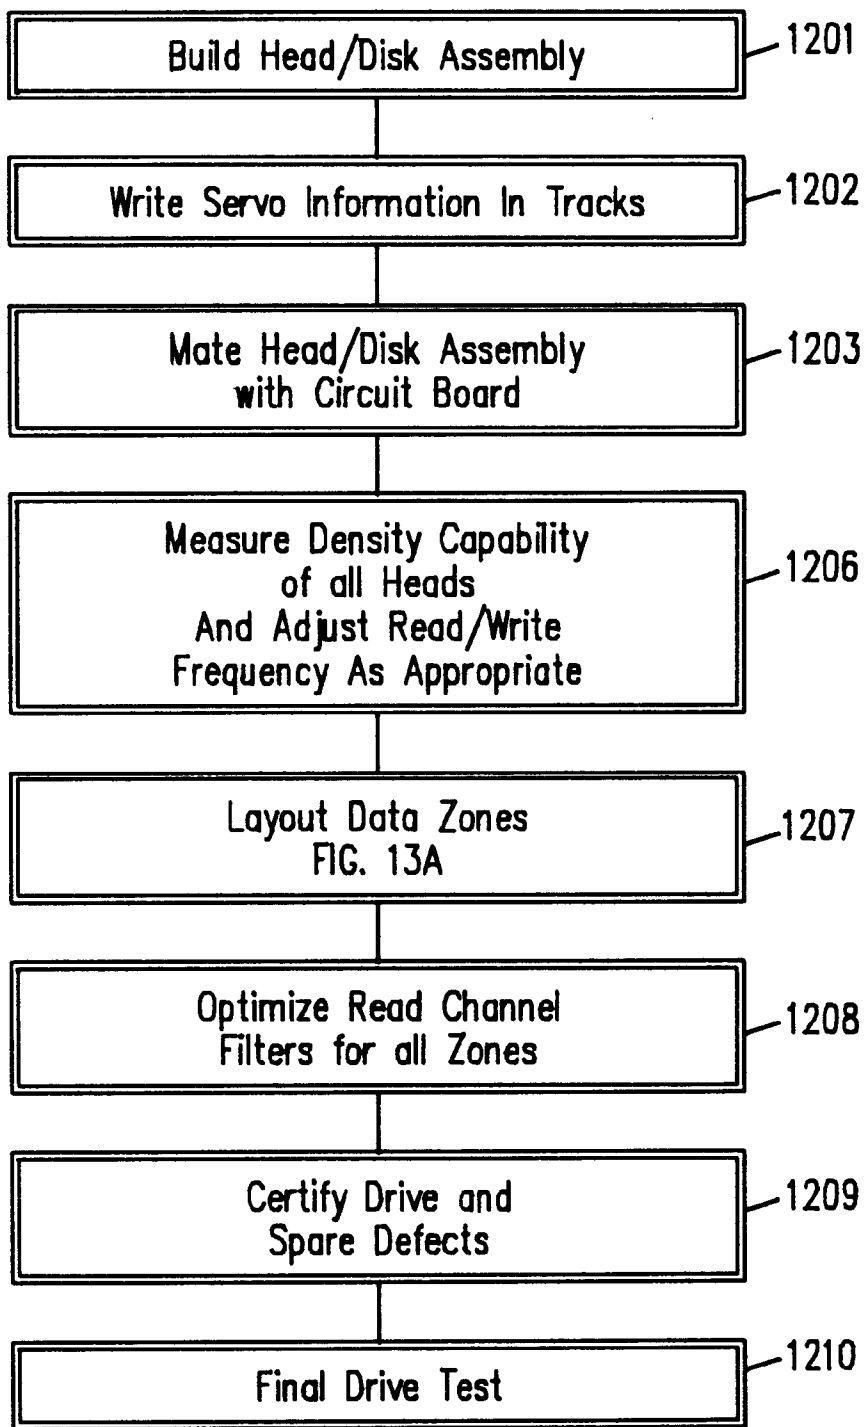 Build Head/Disk Assembly
1201
Write Servo Information In Tracks
1202
Mate Head/Disk Assembly
with Circuit Board
1203
Measure Density Capability
of all Heads
And Adjust Read/Write
Frequency As Appropriate
1206
Layout Data Zones
FIG. 13A
1207
Optimize Read Channel
Filters for all Zones
1208
Certify Drive and
Spare Defects
1209
Final Drive Test
1210